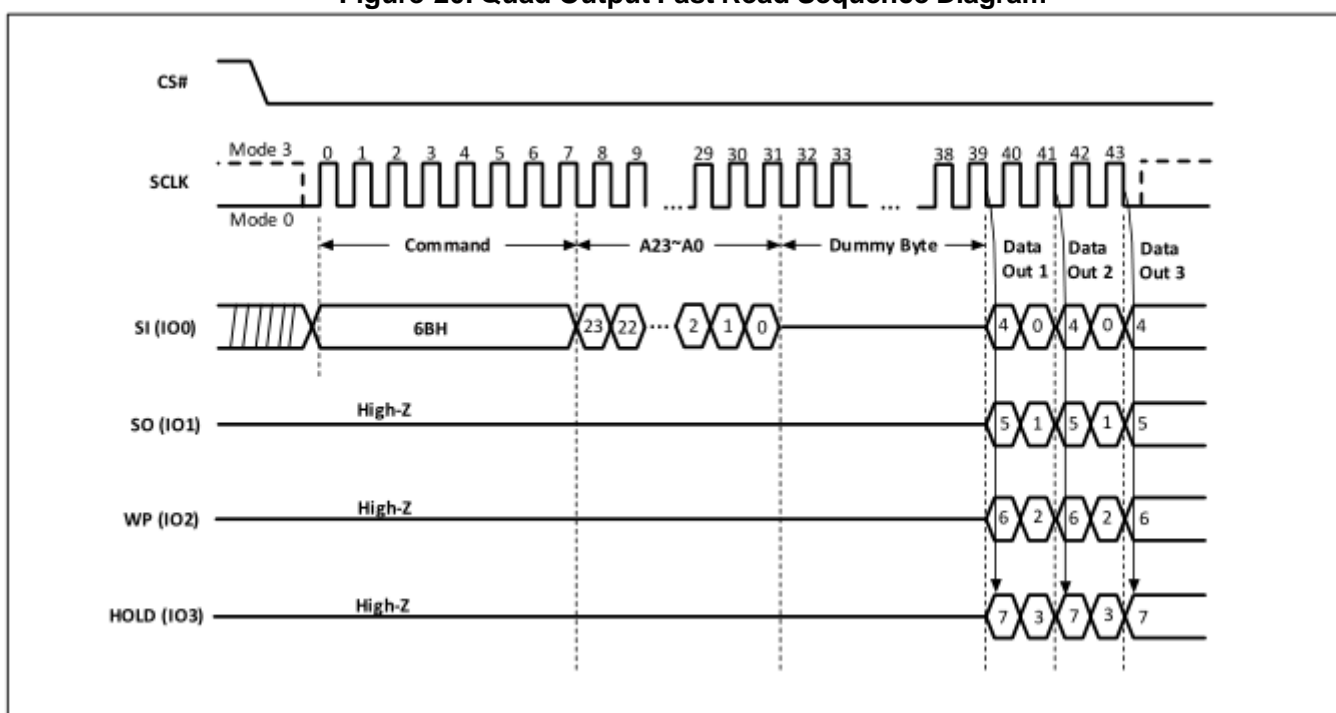 Quad Output Fast Read Sequence Diagram
CS#
Mode 3
0 1 2 3 4 5 6 7 8 9 29 30 31 32 33 38 39 40 41 42 43
SCLK
... ...
Mode 0
Command A23~A0 Dummy Byte Data Out 1 Data Out 2 Data Out 3
SI (IO0) 6BH 23 22 ... 2 1 0 4 0 4 0 4
High-Z
SO (IO1) 5 1 5 1 5
High-Z
WP (IO2) 6 2 6 2 6
High-Z
HOLD (IO3) 7 3 7 3 7